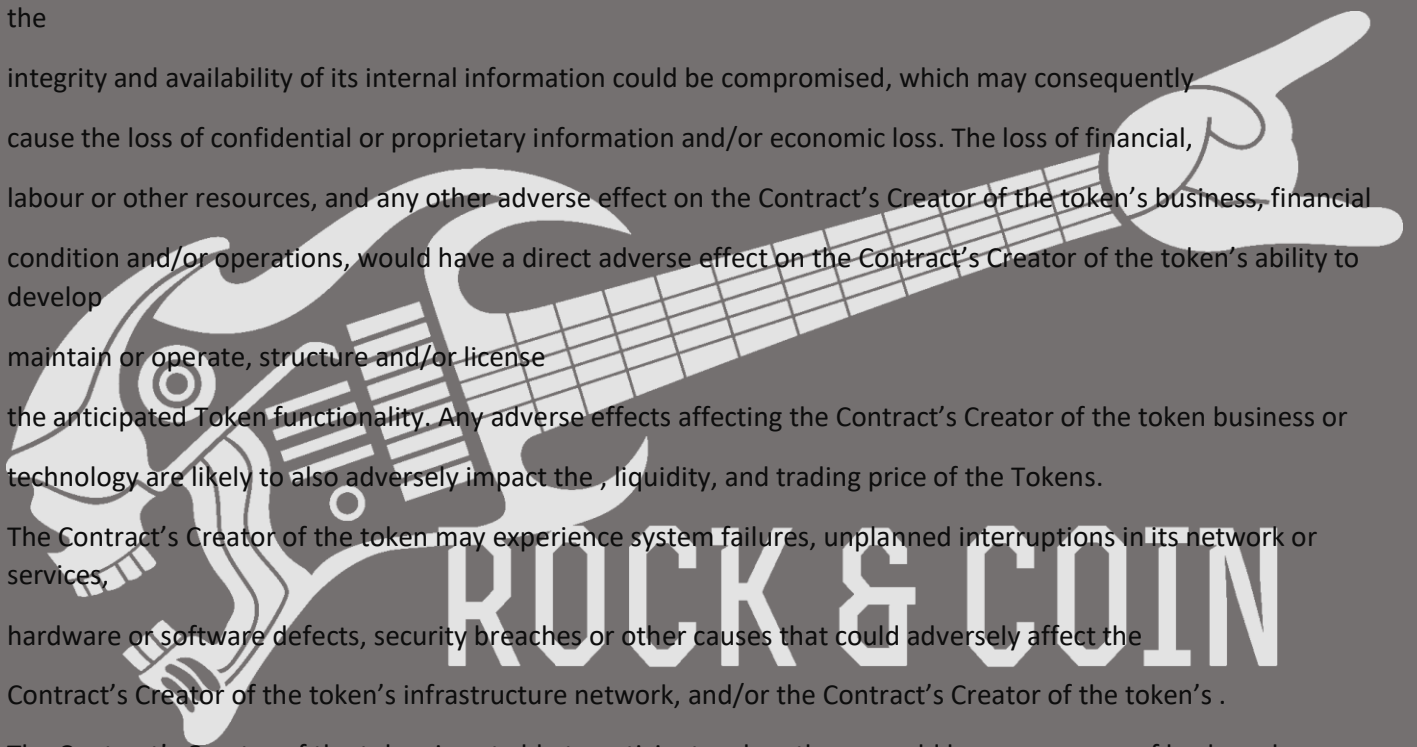 the
integrity and availability of its internal information could be compromised, which may consequently
cause the loss of confidential or proprietary information and/or economic loss. The loss of financial,
labour or other resources, and any other adverse effect on the Contract’s Creator of the token’s business, financial
condition and/or operations, would have a direct adverse effect on the Contract’s Creator of the token’s ability to
develop
maintain or operate, structure and/or license
the anticipated Token functionality. Any adverse effects affecting the Contract’s Creator of the token business or
technology are likely to also adversely impact the , liquidity, and trading price of the Tokens.
The Contract’s Creator of the token may experience system failures, unplanned interruptions in its network or
services,
hardware or software defects, security breaches or other causes that could adversely affect the
Contract’s Creator of the token’s infrastructure network, and/or the Contract’s Creator of the token’s .
ROCK & COIN